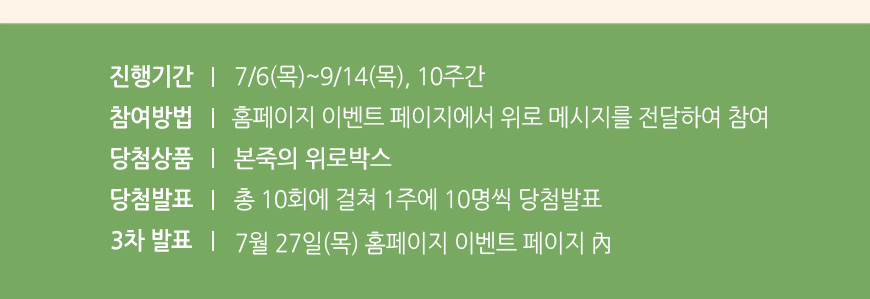 진행기간 | 7/6(목)~9/14(목), 10주간
참여방법 | 홈페이지 이벤트 페이지에서 위로 메시지를 전달하여 참여
당첨상품 | 본죽의 위로박스
당첨발표 | 총 10회에 걸쳐 1주에 10명씩 당첨발표
3차 발표 | 7월 27일(목) 홈페이지 이벤트 페이지 內